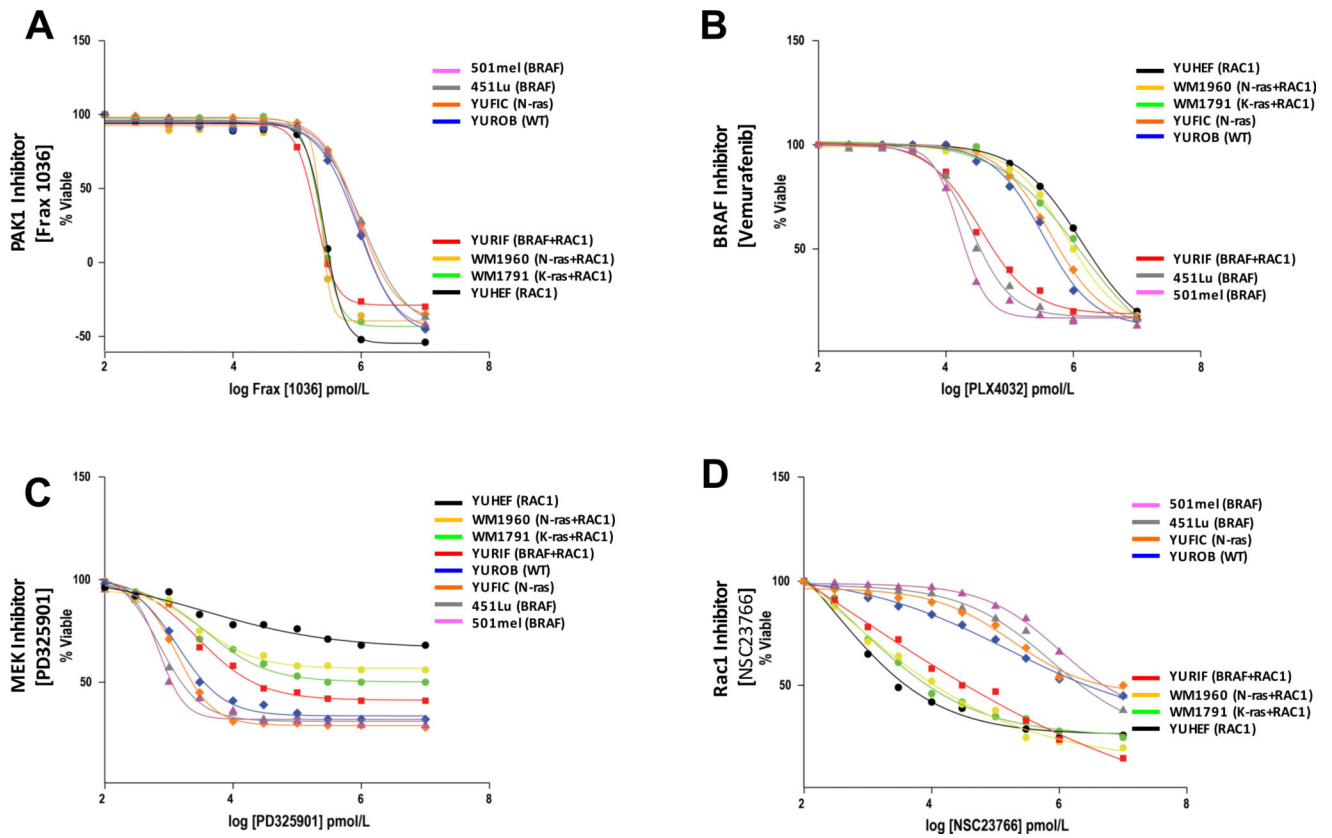 A
PAK1 Inhibitor
[Frax 1036]
% Viable
150
100
50
0
-50
2
4
6
8
log Frax [1036] pmol/L
501mel (BRAF)
451Lu (BRAF)
YUFIC (N-ras)
YUROB (WT)
YURIF (BRAF+RAC1)
WM1960 (N-ras+RAC1)
WM1791 (K-ras+RAC1)
YUHEF (RAC1)
B
BRAF Inhibitor
[Vemurafenib]
% Viable
150
100
50
2
4
6
8
log [PLX4032] pmol/L
YUHEF (RAC1)
WM1960 (N-ras+RAC1)
WM1791 (K-ras+RAC1)
YUFIC (N-ras)
YUROB (WT)
YURIF (BRAF+RAC1)
451Lu (BRAF)
501mel (BRAF)
C
MEK Inhibitor
[PD325901]
% Viable
150
100
50
2
4
6
8
log [PD325901] pmol/L
YUHEF (RAC1)
WM1960 (N-ras+RAC1)
WM1791 (K-ras+RAC1)
YURIF (BRAF+RAC1)
YUROB (WT)
YUFIC (N-ras)
451Lu (BRAF)
501mel (BRAF)
D
Rac1 Inhibitor
[NSC23766]
% Viable
150
100
50
2
4
6
8
log [NSC23766] pmol/L
501mel (BRAF)
451Lu (BRAF)
YUFIC (N-ras)
YUROB (WT)
YURIF (BRAF+RAC1)
WM1960 (N-ras+RAC1)
WM1791 (K-ras+RAC1)
YUHEF (RAC1)